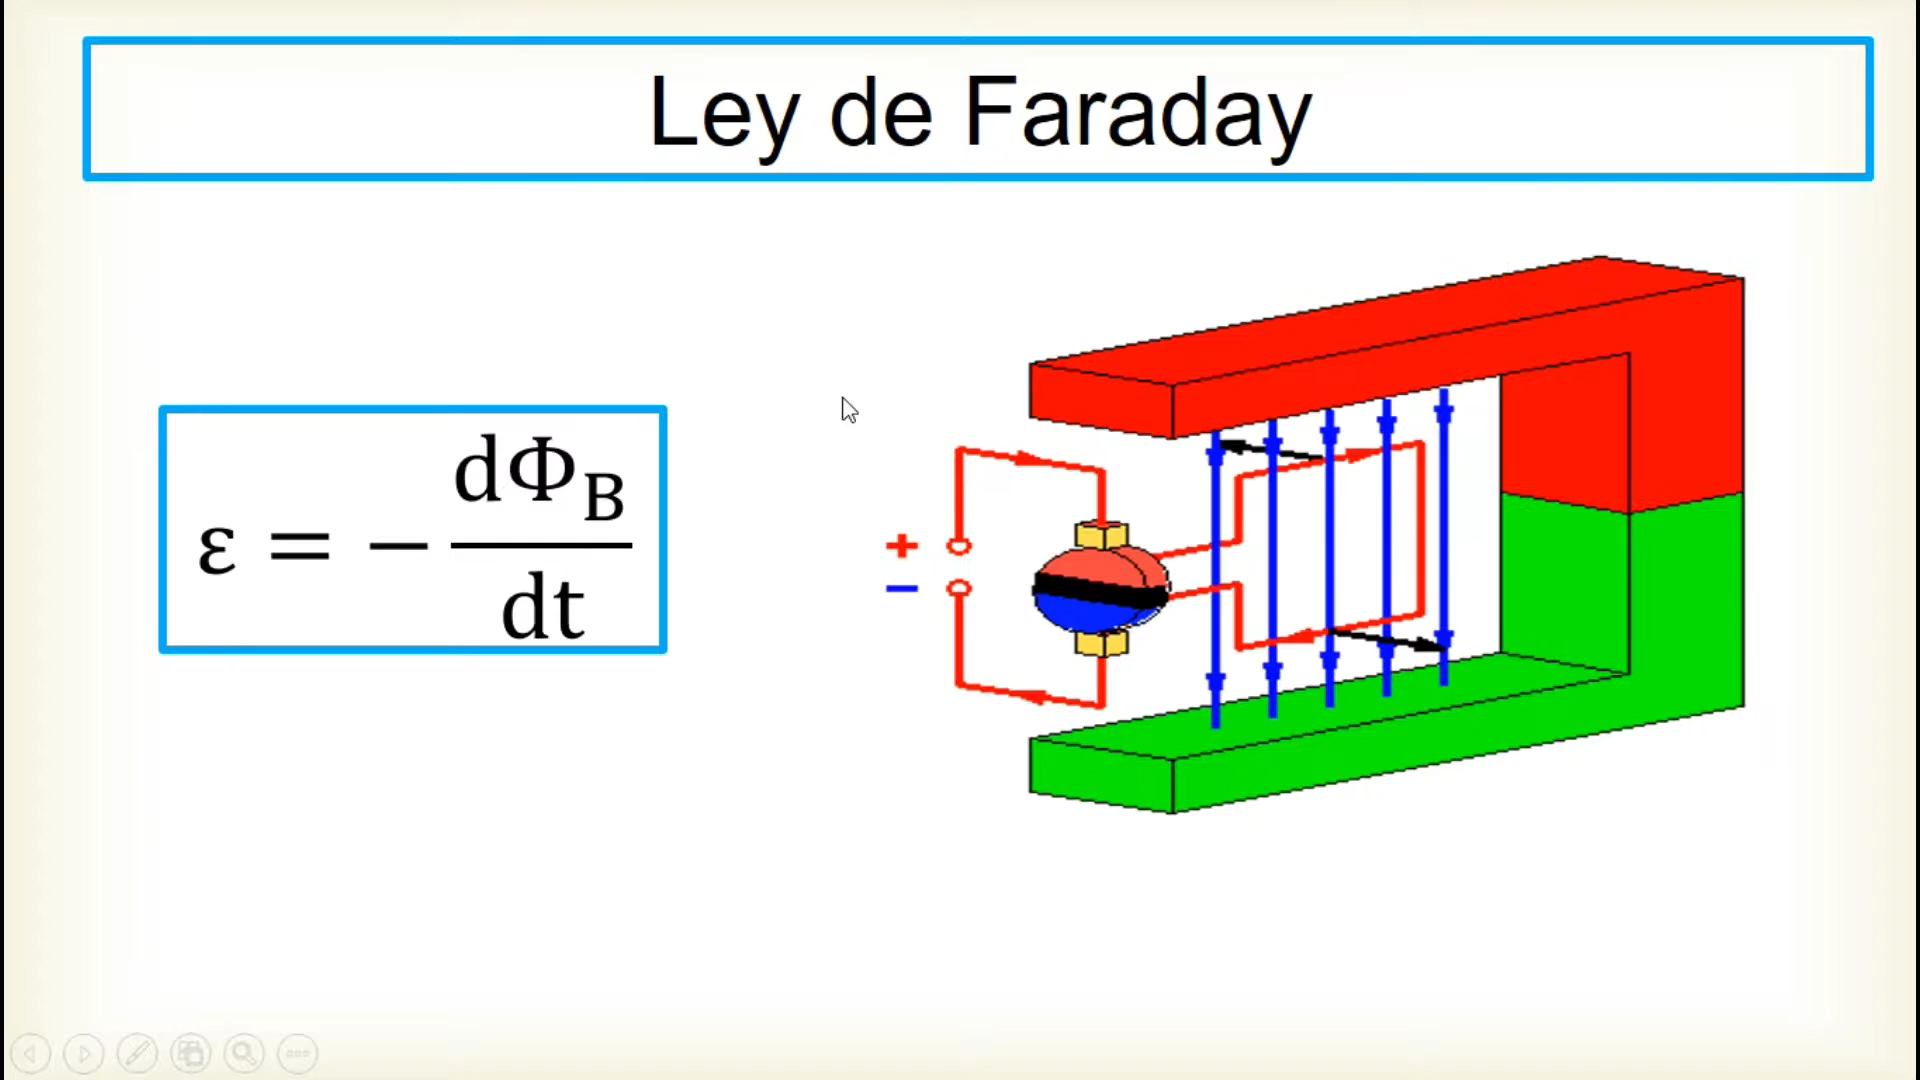 Ley de Faraday
ε = − dΦ_B / dt
+
−